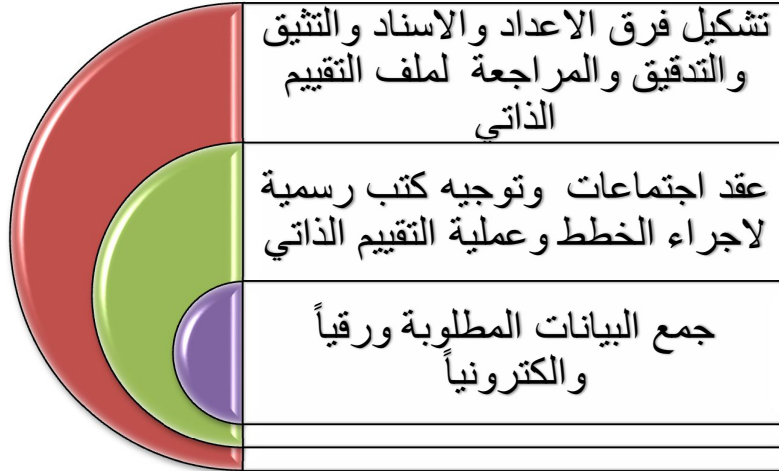 تشكيل فرق الاعداد والاسناد والتثيق
والتدقيق والمراجعة لملف التقييم
الذاتي
عقد اجتماعات وتوجيه كتب رسمية
لاجراء الخطط وعملية التقييم الذاتي
جمع البيانات المطلوبة ورقياً
والكترونياً